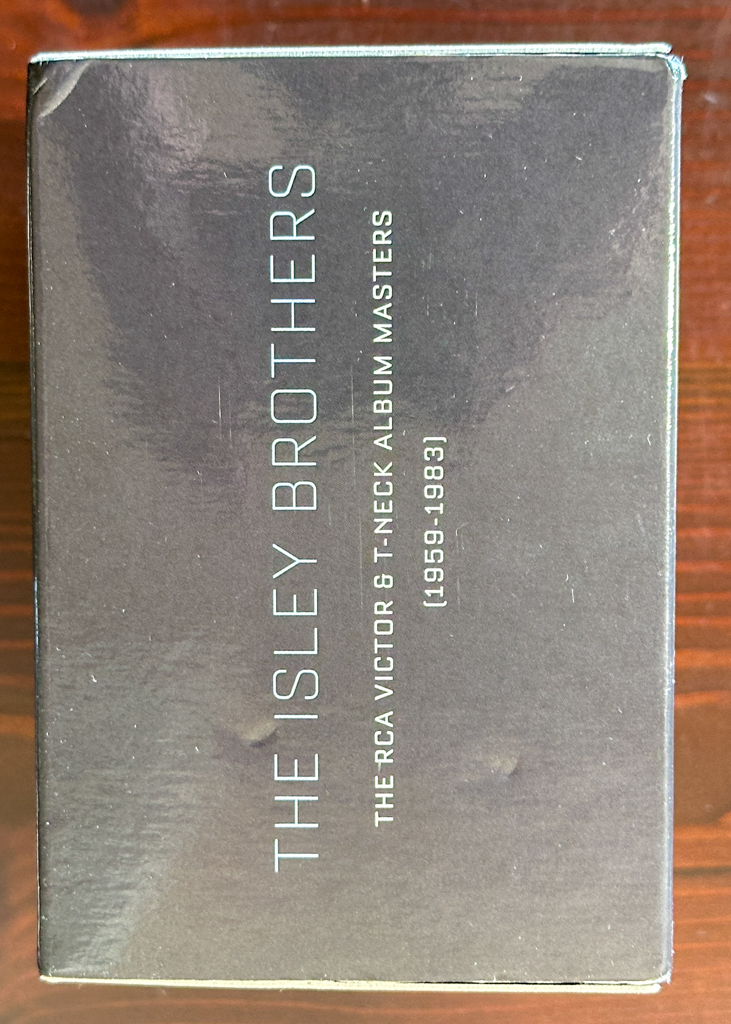 THE ISLEY BROTHERS
THE RCA VICTOR & T-NECK ALBUM MASTERS
(1959-1983)